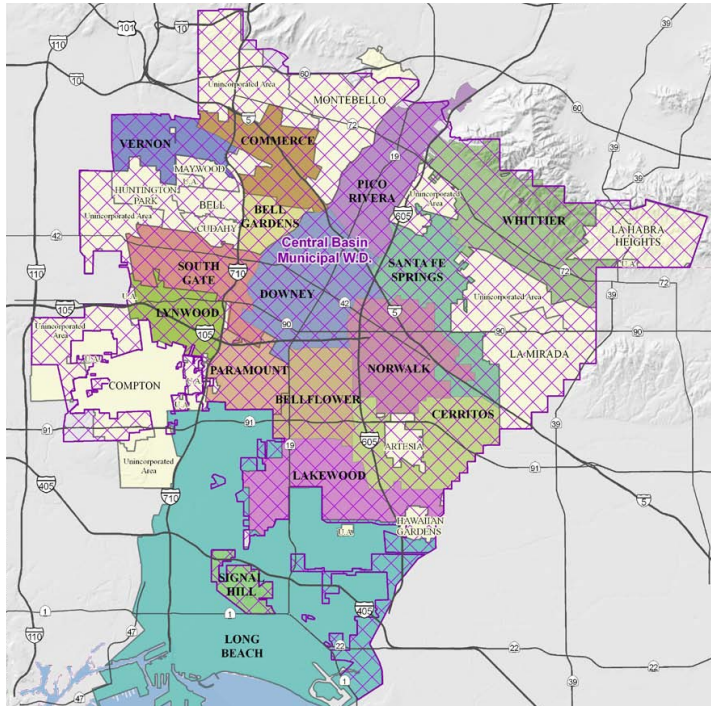 101
10
10
10
60
Unincorporated Area
MONTEBELLO
5
72
60
39
VERNON
COMMERCE
19
MAYWOOD
U.A
HUNTINGTON
PARK
BELL
PICO
RIVERA
Unincorporated
Area
605
WHITTIER
39
Unincorporated Area
CUDAHY
BELL
GARDENS
LA HABRA
HEIGHTS
42
Central Basin
Municipal W.D.
SANTA FE
SPRINGS
U.A
110
SOUTH
GATE
710
72
72
U.A
DOWNEY
42
5
Unincorporated
Area
105
LYNWOOD
Unincorporated
Area
105
90
90
90
LA MIRADA
COMPTON
U.A
PARAMOUNT
NORWALK
BELLFLOWER
CERRITOS
39
91
91
19
605
ARTESIA
91
Unincorporated
Area
LAKEWOOD
405
710
5
U.A
HAWAIIAN
GARDENS
39
SIGNAL
HILL
1
1
405
110
47
LONG
BEACH
22
22
22
1
47